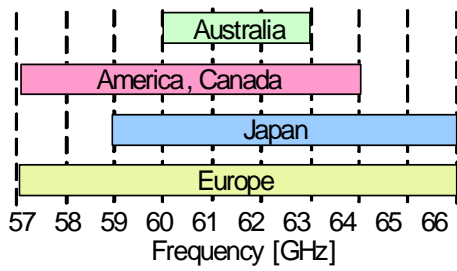 Australia
America, Canada
Japan
Europe
57 58 59 60 61 62 63 64 65 66
Frequency [GHz]